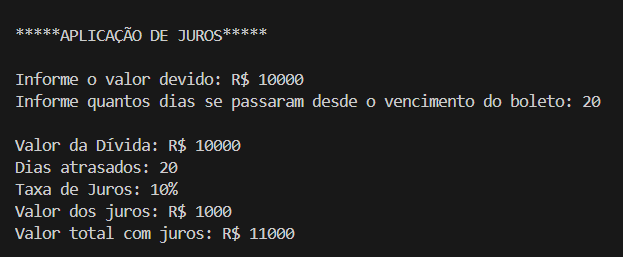 *****APLICAÇÃO DE JUROS*****
Informe o valor devido: R$ 10000
Informe quantos dias se passaram desde o vencimento do boleto: 20
Valor da Dívida: R$ 10000
Dias atrasados: 20
Taxa de Juros: 10%
Valor dos juros: R$ 1000
Valor total com juros: R$ 11000